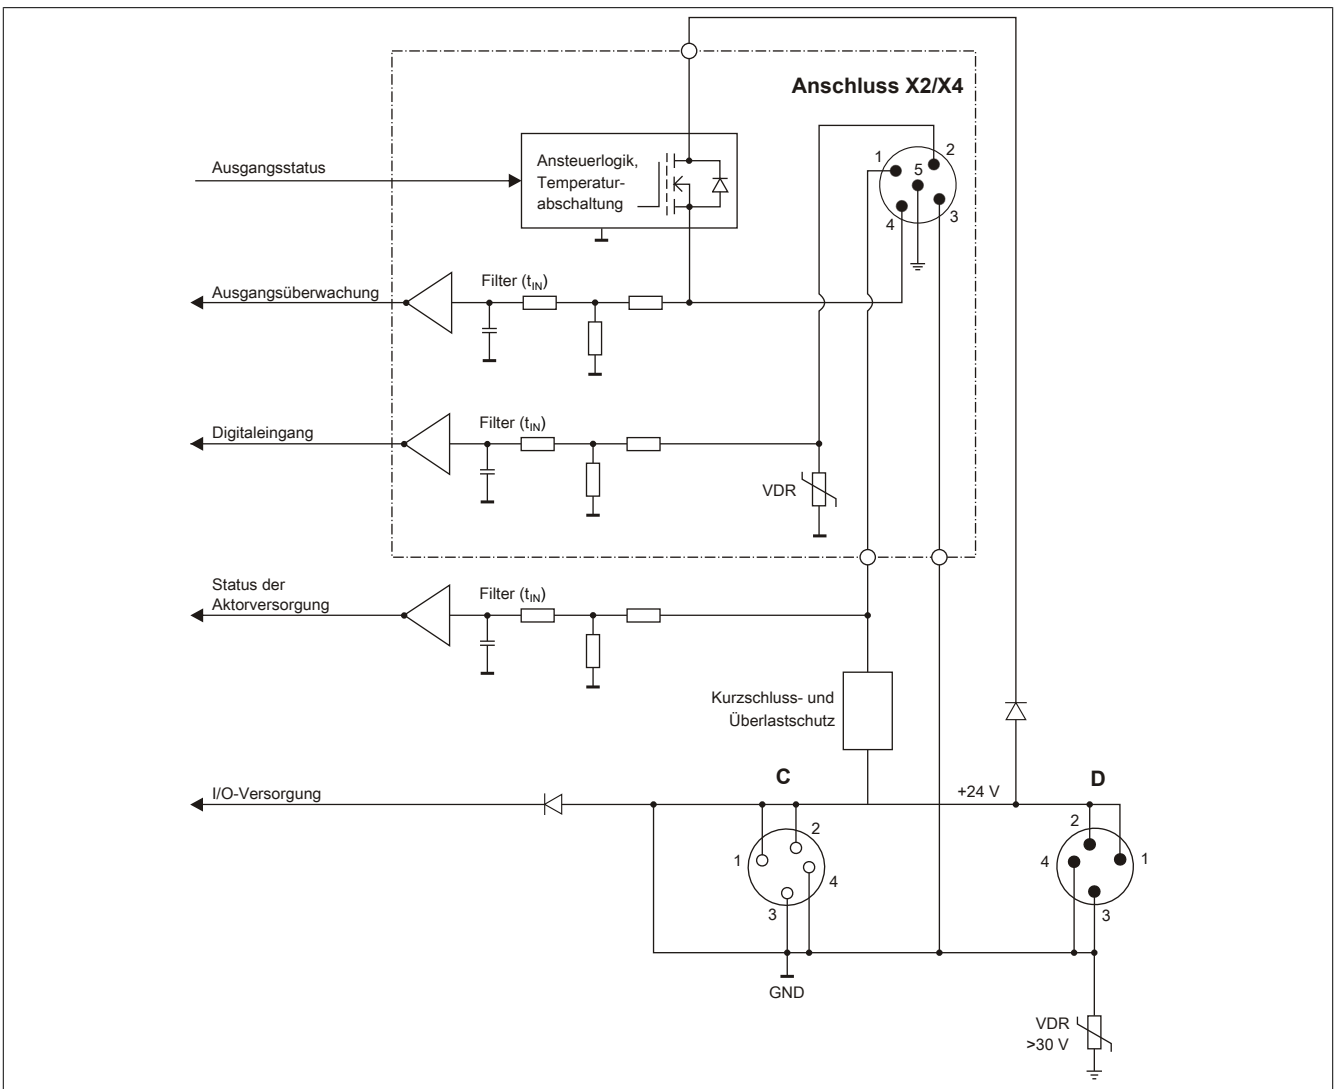 Anschluss X2/X4
Ausgangsstatus
Ansteuerlogik,
Temperatur-
abschaltung
1
2
5
4
3
Ausgangsüberwachung
Filter (tIN)
Digitaleingang
Filter (tIN)
VDR
Status der
Aktorversorgung
Filter (tIN)
Kurzschluss- und
Überlastschutz
I/O-Versorgung
C
+24 V
D
1
2
4
3
2
4
1
3
GND
VDR
>30 V